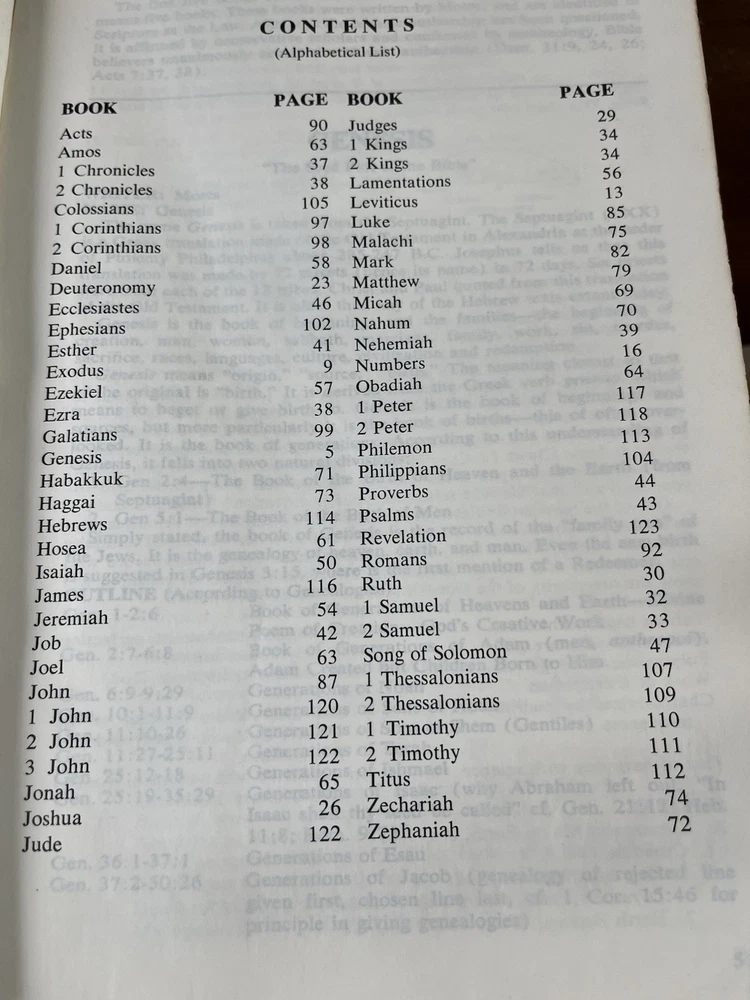 CONTENTS
(Alphabetical List)
BOOK PAGE
Acts 90
Amos 63
1 Chronicles 37
2 Chronicles 38
Colossians 105
1 Corinthians 97
2 Corinthians 98
Daniel 58
Deuteronomy 23
Ecclesiastes 46
Ephesians 102
Esther 41
Exodus 9
Ezekiel 57
Ezra 38
Galatians 99
Genesis 5
Habakkuk 71
Haggai 73
Hebrews 114
Hosea 61
Isaiah 50
James 116
Jeremiah 54
Job 42
Joel 63
John 87
1 John 120
2 John 121
3 John 122
Jonah 65
Joshua 26
Jude 122
BOOK PAGE
Judges 29
1 Kings 34
2 Kings 34
Lamentations 56
Leviticus 13
Luke 85
Malachi 75
Mark 82
Matthew 79
Micah 69
Nahum 70
Nehemiah 39
Numbers 16
Obadiah 64
1 Peter 117
2 Peter 118
Philemon 113
Philippians 104
Proverbs 44
Psalms 43
Revelation 123
Romans 92
Ruth 30
1 Samuel 32
2 Samuel 33
Song of Solomon 47
1 Thessalonians 107
2 Thessalonians 109
1 Timothy 110
2 Timothy 111
Titus 112
Zechariah 74
Zephaniah 72